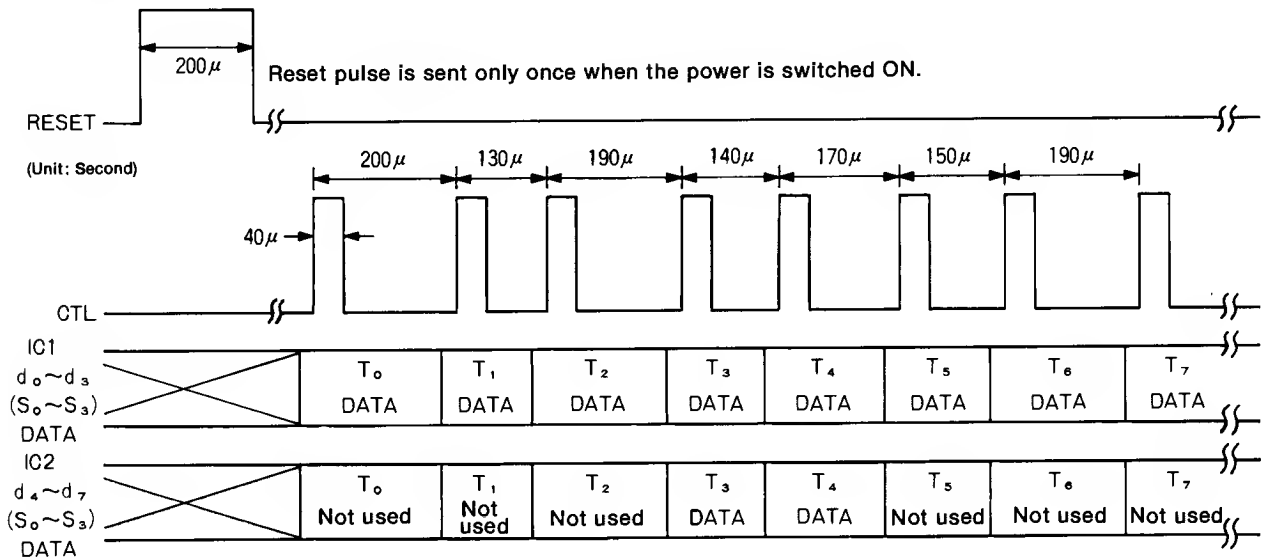 200μ
Reset pulse is sent only once when the power is switched ON.
RESET
(Unit: Second)
200μ 130μ 190μ 140μ 170μ 150μ 190μ
40μ
CTL
IC1
d₀~d₃
(S₀~S₃)
DATA
T₀ T₁ T₂ T₃ T₄ T₅ T₆ T₇
DATA DATA DATA DATA DATA DATA DATA DATA
IC2
d₄~d₇
(S₀~S₃)
DATA
T₀ T₁ T₂ T₃ T₄ T₅ T₆ T₇
Not used Not used Not used DATA DATA Not used Not used Not used